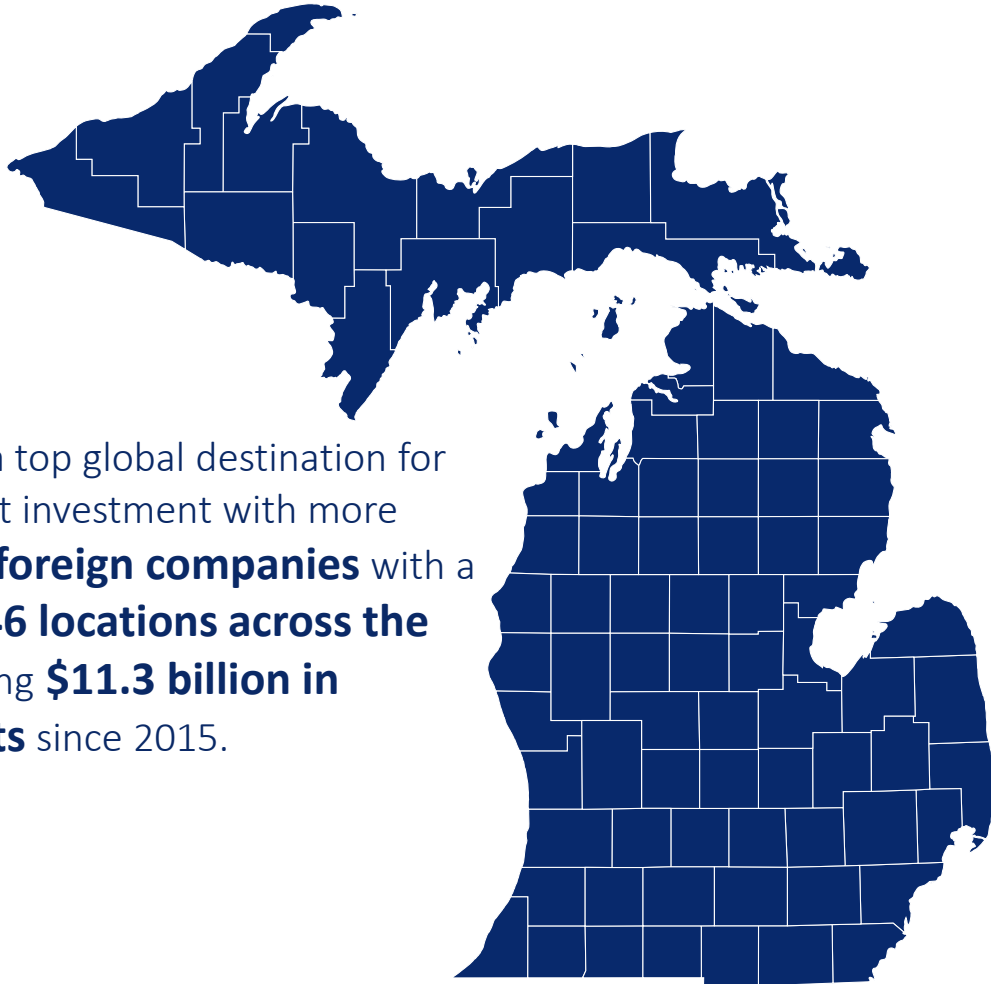 top global destination for
t investment with more
foreign companies with a
6 locations across the
ng $11.3 billion in
ts since 2015.